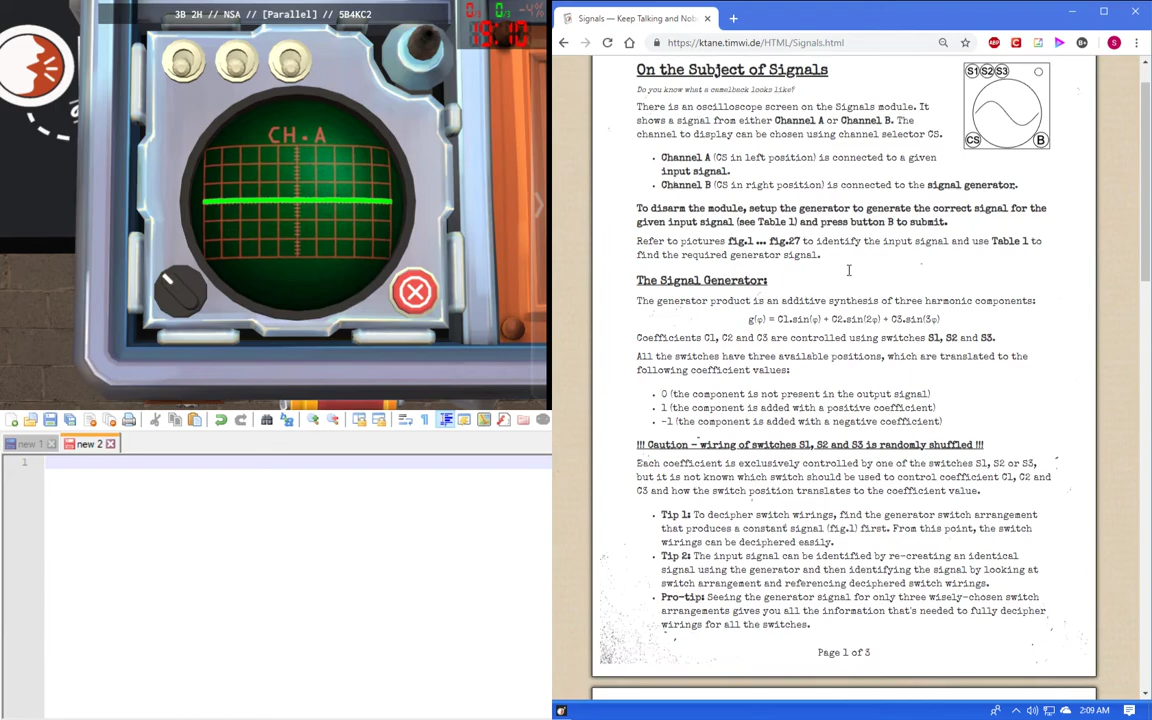 3B 2H // NSA // [Parallel] // 5B4KC2
0/3 0/3 -4%
19:10
CH.A
new 1
new 2
1
Signals — Keep Talking and Nob
https://ktane.timwi.de/HTML/Signals.html
S
On the Subject of Signals
Do you know what a camelback looks like?
S1 S2 S3
CS
B
There is an oscilloscope screen on the Signals module. It
shows a signal from either Channel A or Channel B. The
channel to display can be chosen using channel selector CS.
Channel A (CS in left position) is connected to a given
input signal.
Channel B (CS in right position) is connected to the signal generator.
To disarm the module, setup the generator to generate the correct signal for the
given input signal (see Table 1) and press button B to submit.
Refer to pictures fig.1 ... fig.27 to identify the input signal and use Table 1 to
find the required generator signal.
The Signal Generator:
The generator product is an additive synthesis of three harmonic components:
g(φ) = C1.sin(φ) + C2.sin(2φ) + C3.sin(3φ)
Coefficients C1, C2 and C3 are controlled using switches S1, S2 and S3.
All the switches have three available positions, which are translated to the
following coefficient values:
0 (the component is not present in the output signal)
1 (the component is added with a positive coefficient)
-1 (the component is added with a negative coefficient)
!!! Caution - wiring of switches S1, S2 and S3 is randomly shuffled !!!
Each coefficient is exclusively controlled by one of the switches S1, S2 or S3,
but it is not known which switch should be used to control coefficient C1, C2 and
C3 and how the switch position translates to the coefficient value.
Tip 1: To decipher switch wirings, find the generator switch arrangement
that produces a constant signal (fig.1) first. From this point, the switch
wirings can be deciphered easily.
Tip 2: The input signal can be identified by re-creating an identical
signal using the generator and then identifying the signal by looking at
switch arrangement and referencing deciphered switch wirings.
Pro-tip: Seeing the generator signal for only three wisely-chosen switch
arrangements gives you all the information that's needed to fully decipher
wirings for all the switches.
Page 1 of 3
2:09 AM